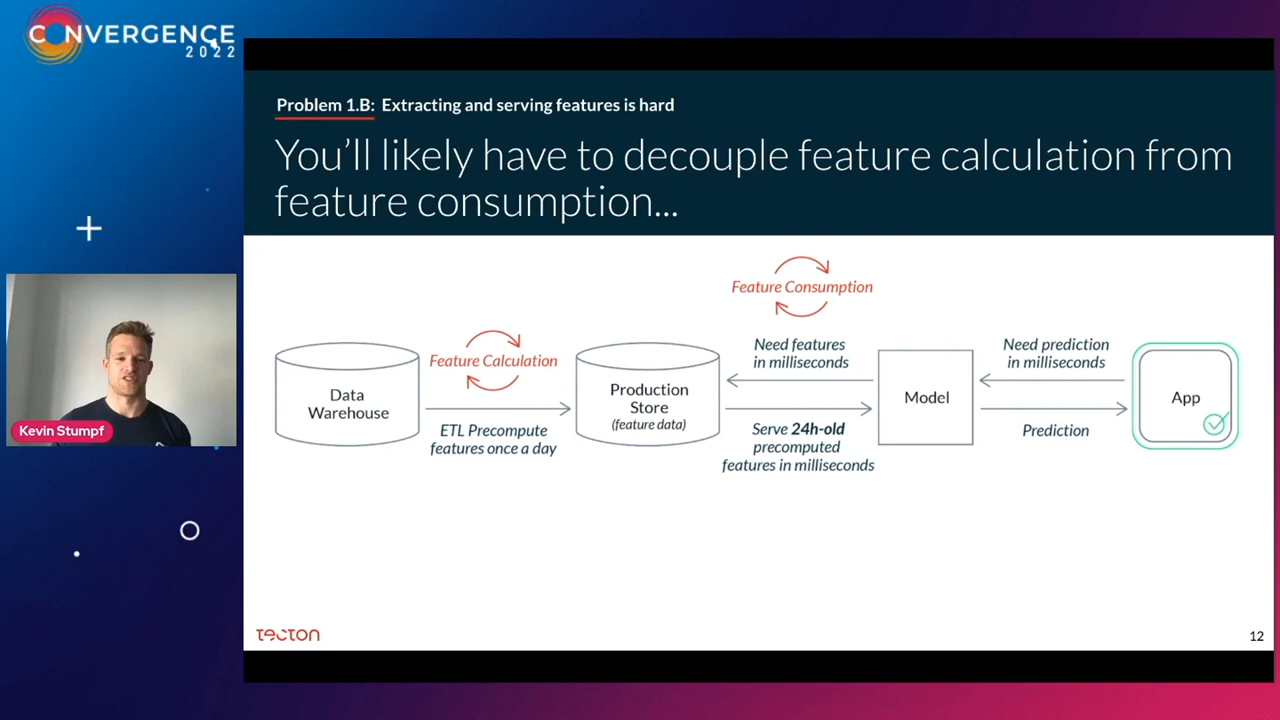 CONVERGENCE
2022
Problem 1.B: Extracting and serving features is hard
You'll likely have to decouple feature calculation from
feature consumption...
Feature Consumption
Need features
in milliseconds
Need prediction
in milliseconds
Feature Calculation
Data
Warehouse
Production
Store
(feature data)
Model
App
ETL Precompute
features once a day
Serve 24h-old
precomputed
features in milliseconds
Prediction
Kevin Stumpf
tecton
12